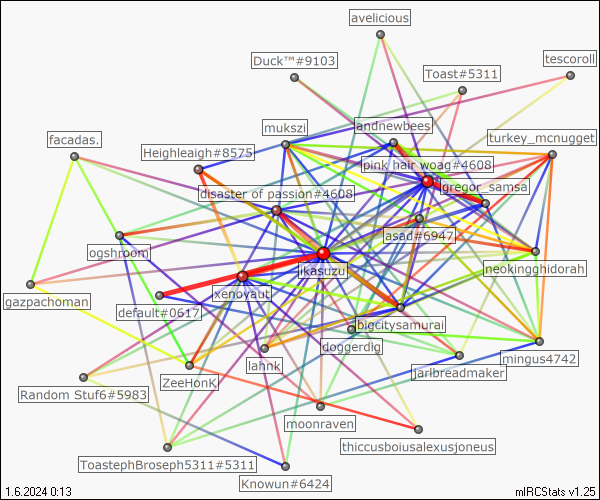 avelicious
Duck™#9103
tescoroll
Toast#5311
mukszi
landnewbees
turkey_mcnugget
facadas.
Heighleaigh#8575
pink hair woag#4608
gregor_samsa
disaster of passion#4608
asad#6947
ogshroom
ikasuzu
neokinghidorah
xenoyaut
gazpachoman
default#0617
bigcitysamurai
doggerdig
mingus4742
lahnk
jarlbreadmaker
ZeeHonK
Random Stuf6#5983
moonraven
thiccusboiusalexusjoneus
ToastephBroseph5311#5311
Knowun#6424
1.6.2024 0:13
mIRCStats v1.25